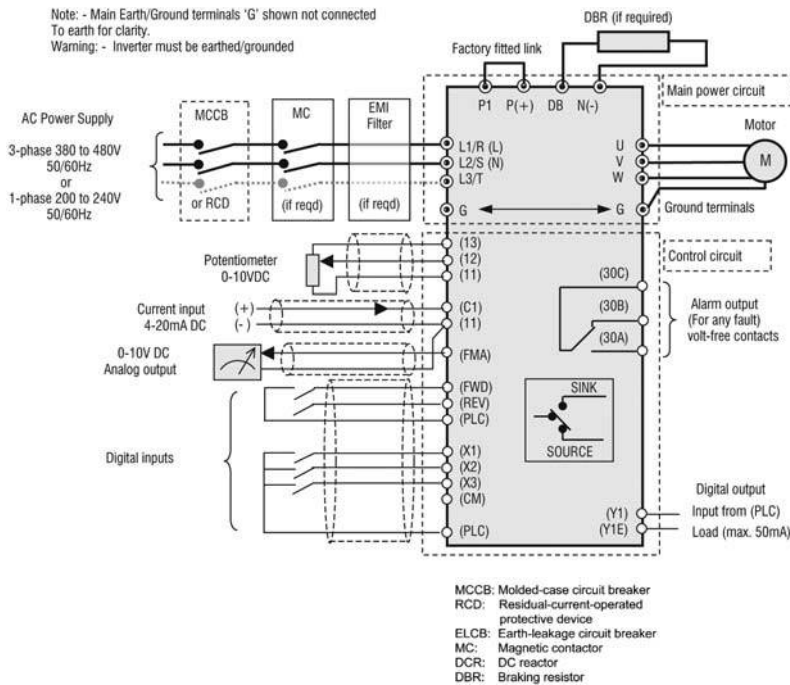 Note: - Main Earth/Ground terminals 'G' shown not connected
To earth for clarity.
Warning: - Inverter must be earthed/grounded
DBR (if required)
Factory fitted link
P1
P(+)
DB
N(-)
Main power circuit
AC Power Supply
3-phase 380 to 480V
50/60Hz
or
1-phase 200 to 240V
50/60Hz
MCCB
or RCD
MC
(if reqd)
EMI
Filter
(if reqd)
L1/R (L)
L2/S (N)
L3/T
G
U
V
W
G
Motor
M
Ground terminals
Control circuit
Potentiometer
0-10VDC
(13)
(12)
(11)
Current input
4-20mA DC
(+)
(-)
(C1)
(11)
0-10V DC
Analog output
(FMA)
(FWD)
(REV)
(PLC)
Digital inputs
(X1)
(X2)
(X3)
(CM)
(PLC)
(30C)
(30B)
(30A)
Alarm output
(For any fault)
volt-free contacts
SINK
SOURCE
Digital output
(Y1)
Input from (PLC)
(Y1E)
Load (max. 50mA)
MCCB: Molded-case circuit breaker
RCD: Residual-current-operated
protective device
ELCB: Earth-leakage circuit breaker
MC: Magnetic contactor
DCR: DC reactor
DBR: Braking resistor